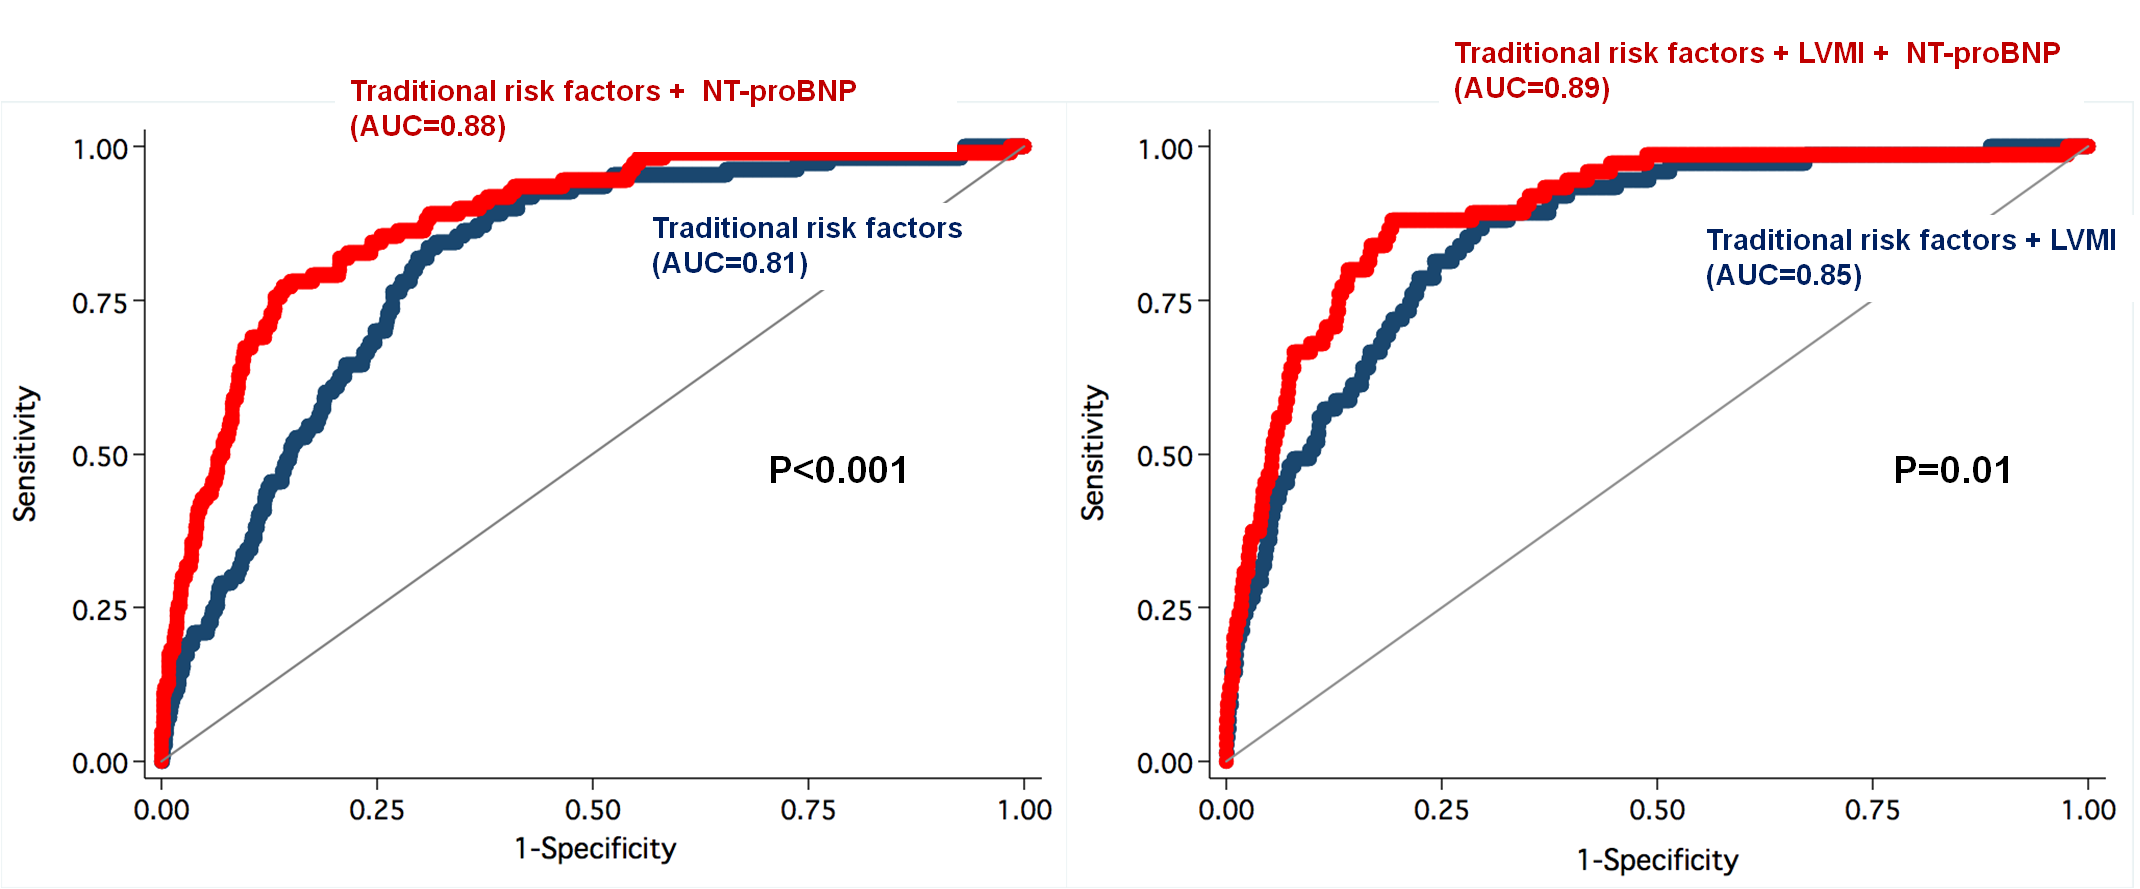 Traditional risk factors + NT-proBNP
(AUC=0.88)
Traditional risk factors
(AUC=0.81)
P<0.001
Sensitivity
1.00
0.75
0.50
0.25
0.00
0.00 0.25 0.50 0.75 1.00
1-Specificity
Traditional risk factors + LVMI + NT-proBNP
(AUC=0.89)
Traditional risk factors + LVMI
(AUC=0.85)
P=0.01
Sensitivity
1.00
0.75
0.50
0.25
0.00
0.00 0.25 0.50 0.75 1.00
1-Specificity